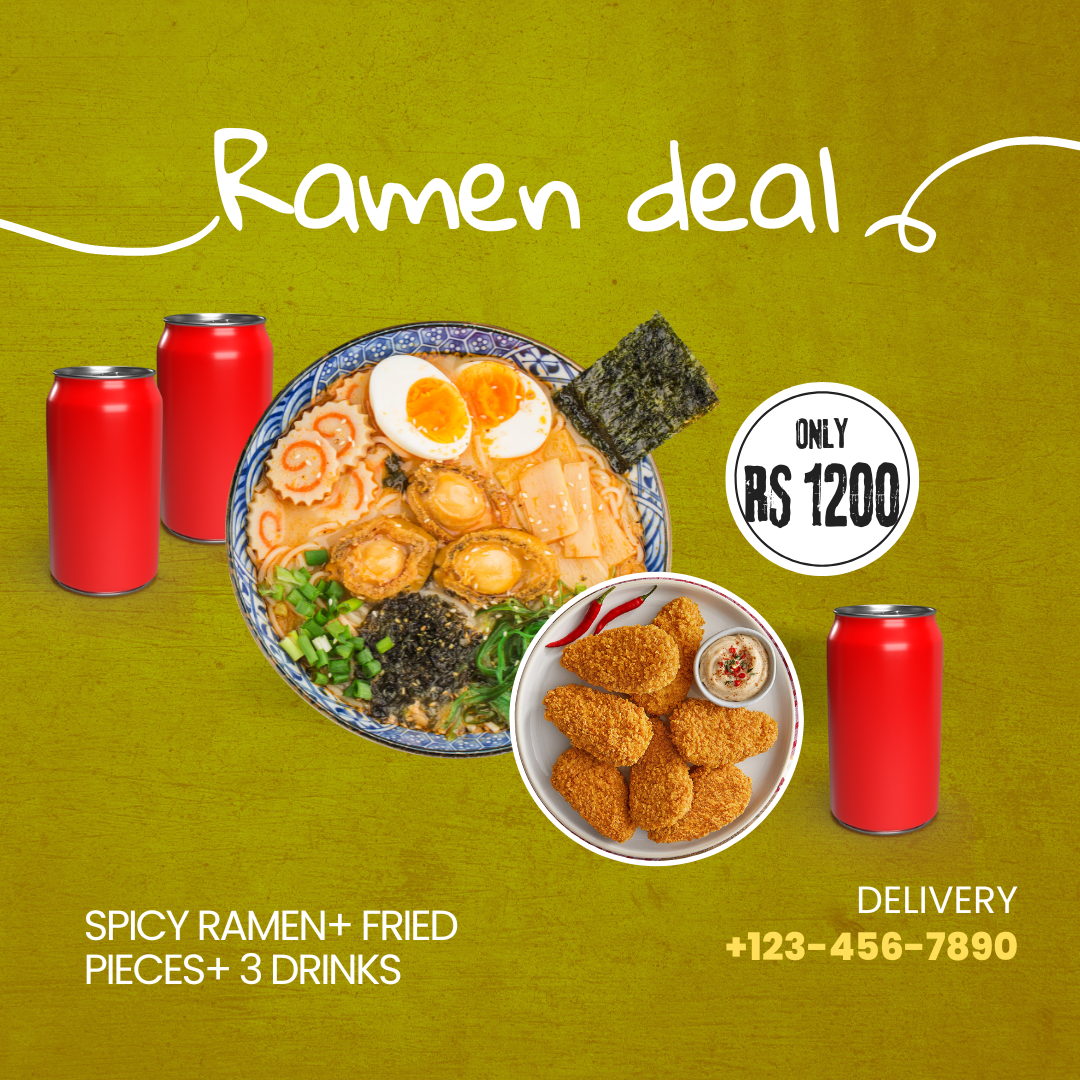 Ramen deal
ONLY
RS 1200
SPICY RAMEN+ FRIED
PIECES+ 3 DRINKS
DELIVERY
+123-456-7890